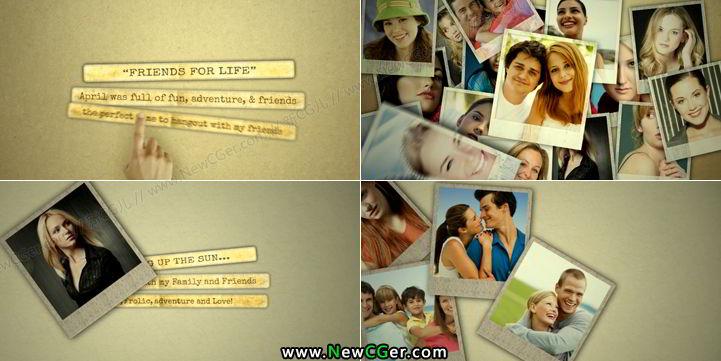 "FRIENDS FOR LIFE"
April was full of fun, adventure, & friends
the perfect me to hangout with my friends
UP THE SUN...
my Family and Friends
frolic, adventure and Love!
www.NewCGer.com